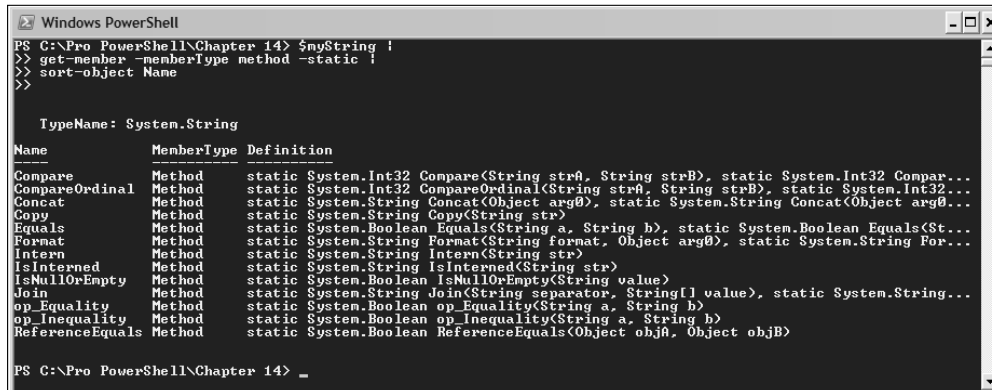 Windows PowerShell
PS C:\Pro PowerShell\Chapter 14> $myString |
>> get-member -memberType method -static |
>> sort-object Name
>>
TypeName: System.String
Name MemberType Definition
---- ---------- ----------
Compare Method static System.Int32 Compare(String strA, String strB), static System.Int32 Compar...
CompareOrdinal Method static System.Int32 CompareOrdinal(String strA, String strB), static System.Int32...
Concat Method static System.String Concat(Object arg0), static System.String Concat(Object arg0...
Copy Method static System.String Copy(String str)
Equals Method static System.Boolean Equals(String a, String b), static System.Boolean Equals(St...
Format Method static System.String Format(String format, Object arg0), static System.String For...
Intern Method static System.String Intern(String str)
IsInterned Method static System.String IsInterned(String str)
IsNullOrEmpty Method static System.Boolean IsNullOrEmpty(String value)
Join Method static System.String Join(String separator, String[] value), static System.String...
op_Equality Method static System.Boolean op_Equality(String a, String b)
op_Inequality Method static System.Boolean op_Inequality(String a, String b)
ReferenceEquals Method static System.Boolean ReferenceEquals(Object objA, Object objB)
PS C:\Pro PowerShell\Chapter 14> _